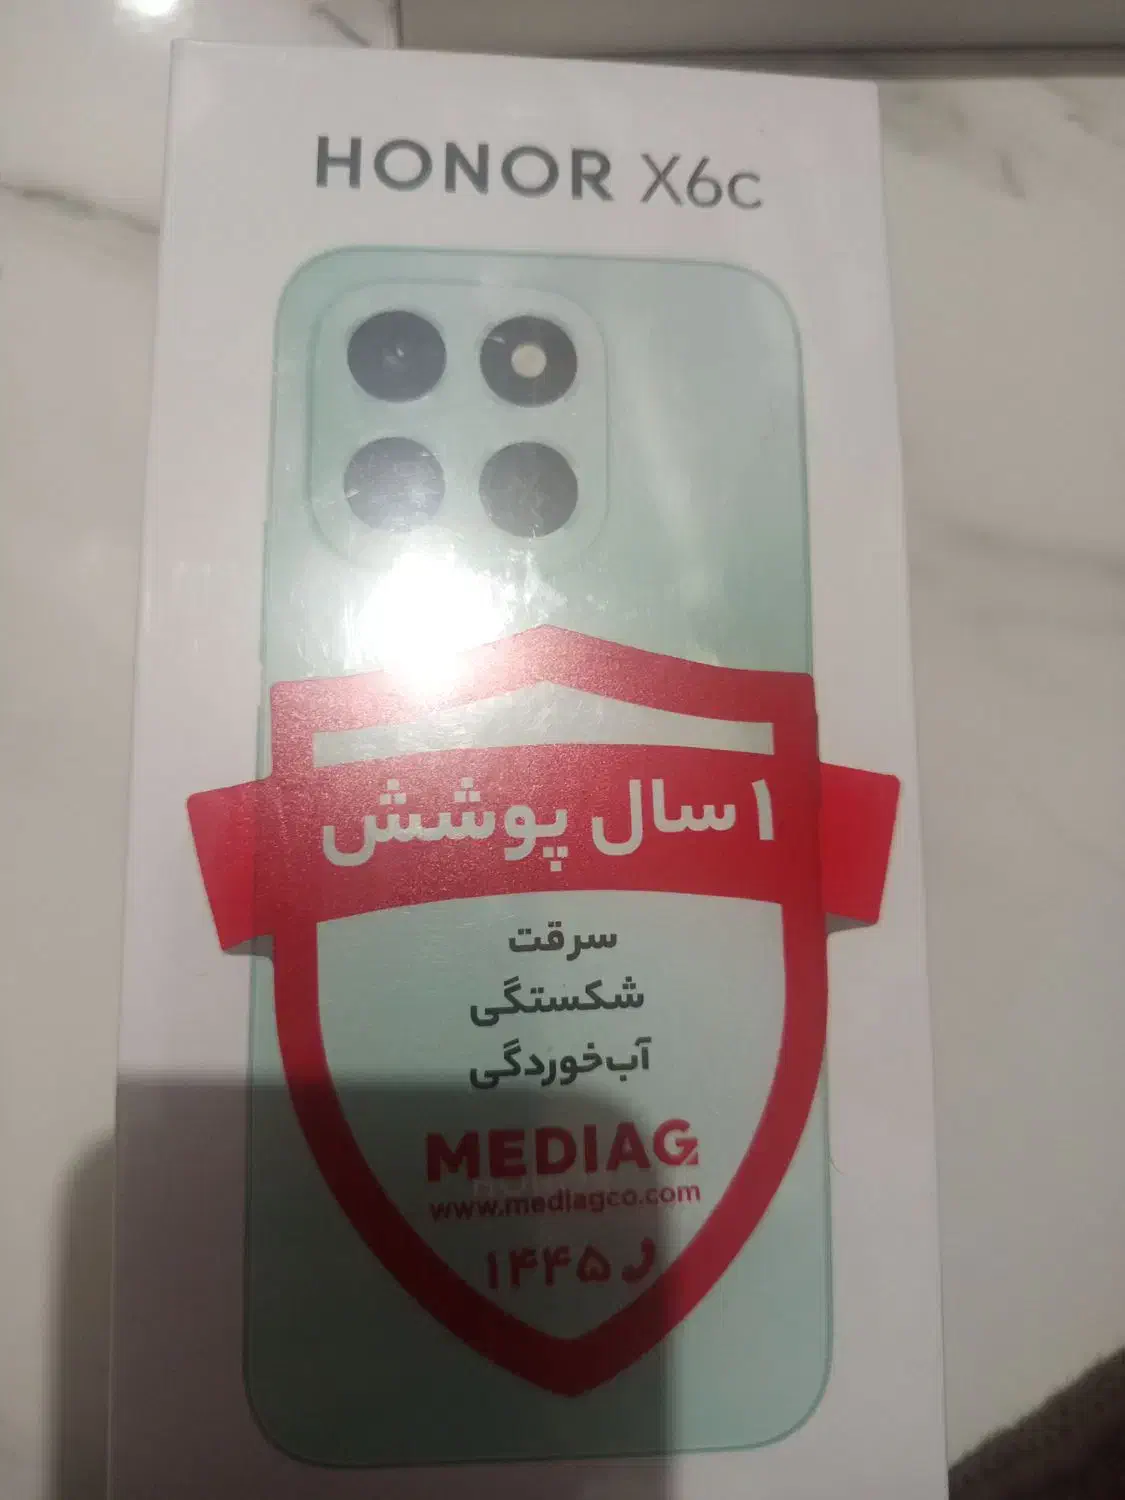 HONOR X6c
۱ سال پوشش
سرقت
شکستگی
آب‌خوردگی
MEDIAG
www.mediagco.com
۱۴۴۵